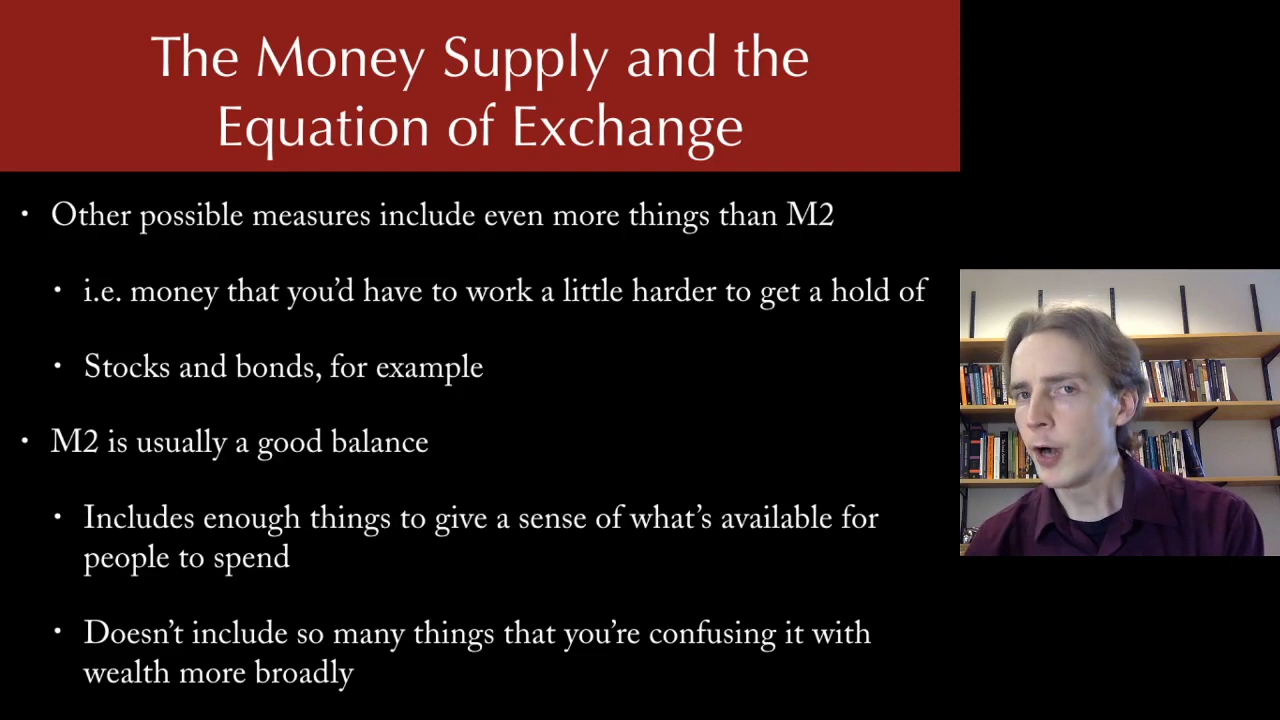 The Money Supply and the
Equation of Exchange
• Other possible measures include even more things than M2
• i.e. money that you’d have to work a little harder to get a hold of
• Stocks and bonds, for example
• M2 is usually a good balance
• Includes enough things to give a sense of what’s available for
people to spend
• Doesn’t include so many things that you’re confusing it with
wealth more broadly